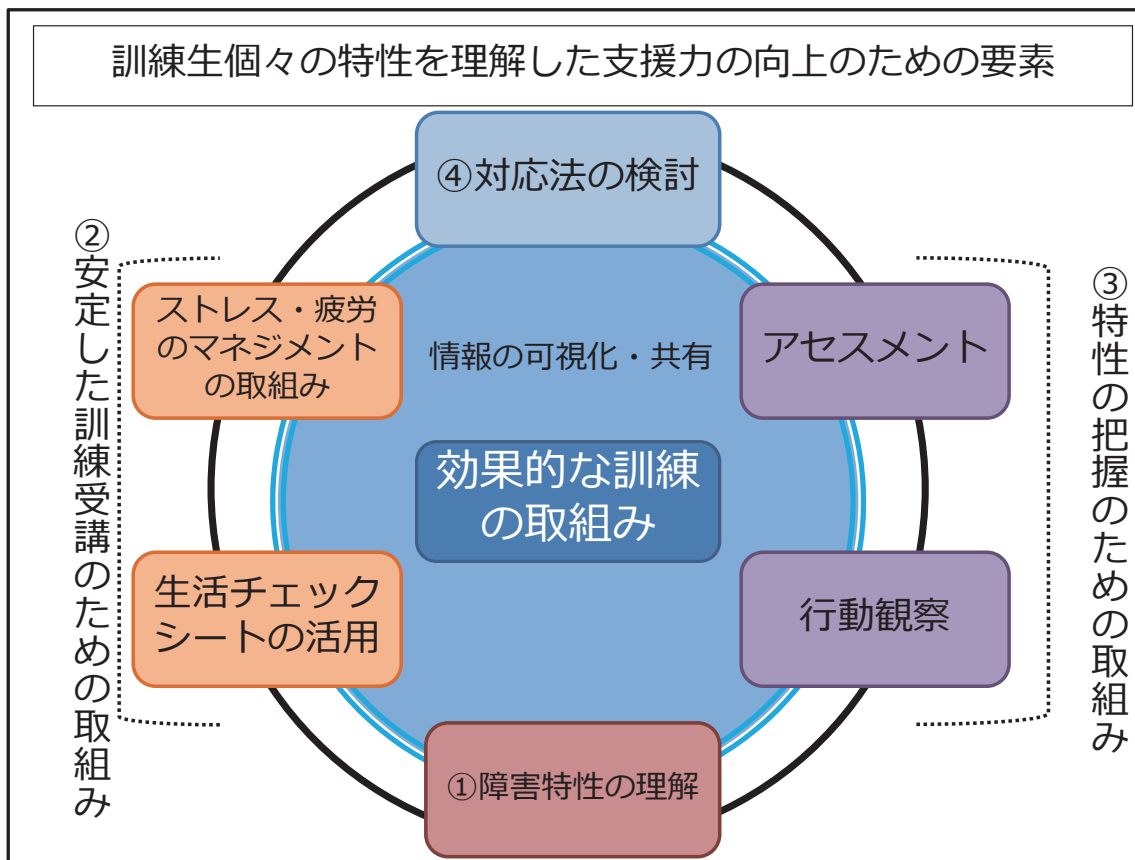 訓練生個々の特性を理解した支援力の向上のための要素
④対応法の検討
②安定した訓練受講のための取組み
ストレス・疲労
のマネジメント
の取組み
情報の可視化・共有
アセスメント
③特性の把握のための取組み
効果的な訓練
の取組み
生活チェック
シートの活用
行動観察
①障害特性の理解